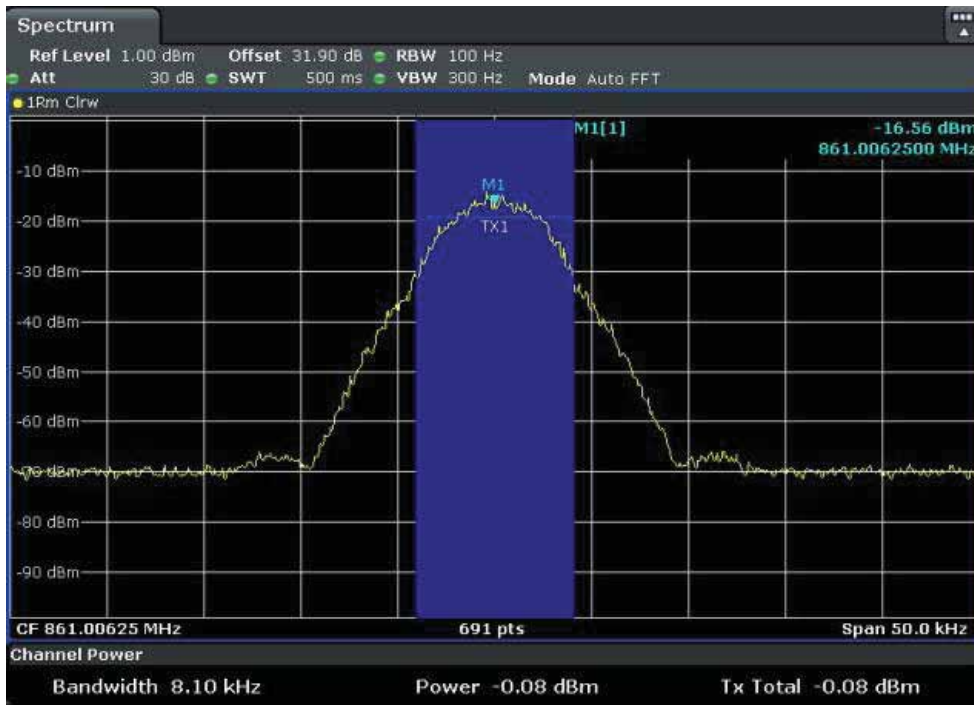 Spectrum
Ref Level 1.00 dBm Offset 31.90 dB RBW 100 Hz
Att 30 dB SWT 500 ms VBW 300 Hz Mode Auto FFT
1Rm Clrw
M1[1] -16.56 dBm
861.0062500 MHz
-10 dBm
M1
-20 dBm
TX1
-30 dBm
-40 dBm
-50 dBm
-60 dBm
-70 dBm
-80 dBm
-90 dBm
CF 861.00625 MHz 691 pts Span 50.0 kHz
Channel Power
Bandwidth 8.10 kHz Power -0.08 dBm Tx Total -0.08 dBm